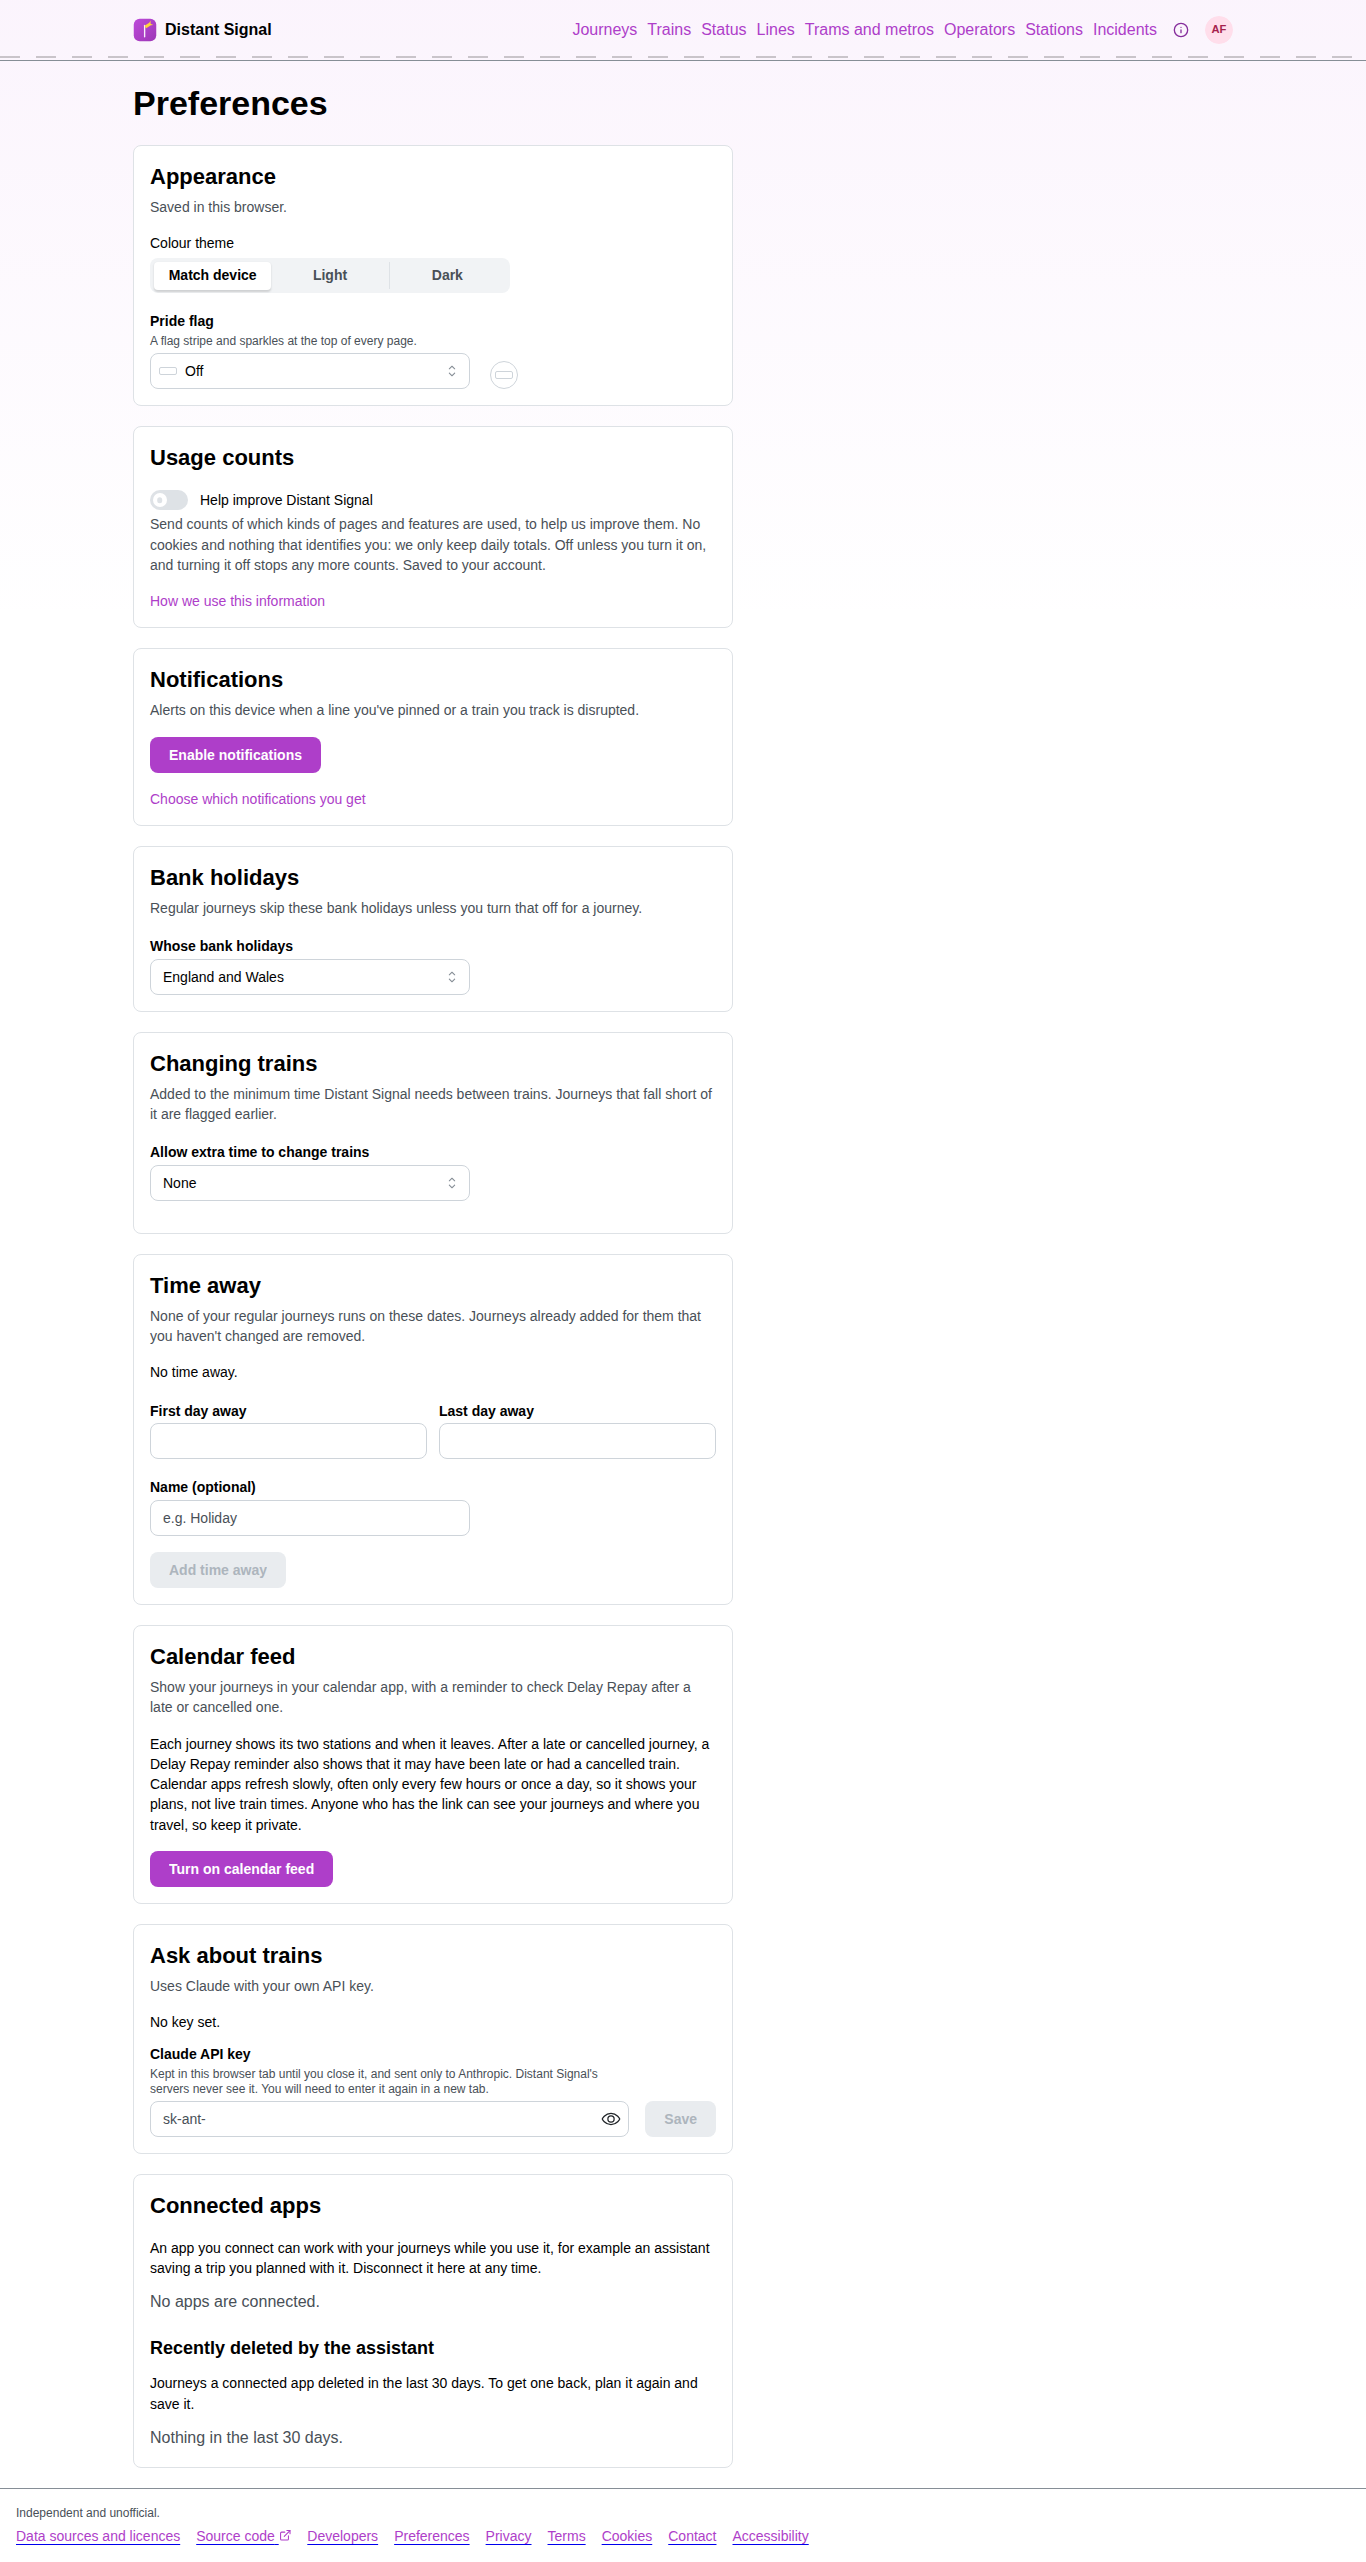 Distant Signal
Journeys Trains Status Lines Trams and metros Operators Stations Incidents AF
Preferences
Appearance
Saved in this browser.
Colour theme
Match device Light Dark
Pride flag
A flag stripe and sparkles at the top of every page.
Off
Usage counts
Help improve Distant Signal
Send counts of which kinds of pages and features are used, to help us improve them. No
cookies and nothing that identifies you: we only keep daily totals. Off unless you turn it on,
and turning it off stops any more counts. Saved to your account.
How we use this information
Notifications
Alerts on this device when a line you've pinned or a train you track is disrupted.
Enable notifications
Choose which notifications you get
Bank holidays
Regular journeys skip these bank holidays unless you turn that off for a journey.
Whose bank holidays
England and Wales
Changing trains
Added to the minimum time Distant Signal needs between trains. Journeys that fall short of
it are flagged earlier.
Allow extra time to change trains
None
Time away
None of your regular journeys runs on these dates. Journeys already added for them that
you haven't changed are removed.
No time away.
First day away Last day away
Name (optional)
e.g. Holiday
Add time away
Calendar feed
Show your journeys in your calendar app, with a reminder to check Delay Repay after a
late or cancelled one.
Each journey shows its two stations and when it leaves. After a late or cancelled journey, a
Delay Repay reminder also shows that it may have been late or had a cancelled train.
Calendar apps refresh slowly, often only every few hours or once a day, so it shows your
plans, not live train times. Anyone who has the link can see your journeys and where you
travel, so keep it private.
Turn on calendar feed
Ask about trains
Uses Claude with your own API key.
No key set.
Claude API key
Kept in this browser tab until you close it, and sent only to Anthropic. Distant Signal's
servers never see it. You will need to enter it again in a new tab.
sk-ant- Save
Connected apps
An app you connect can work with your journeys while you use it, for example an assistant
saving a trip you planned with it. Disconnect it here at any time.
No apps are connected.
Recently deleted by the assistant
Journeys a connected app deleted in the last 30 days. To get one back, plan it again and
save it.
Nothing in the last 30 days.
Independent and unofficial.
Data sources and licences Source code Developers Preferences Privacy Terms Cookies Contact Accessibility